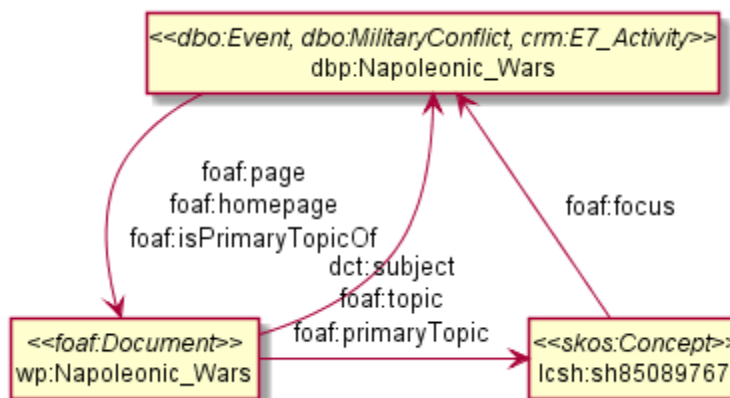 <<dbo:Event, dbo:MilitaryConflict, crm:E7_Activity>>
dbp:Napoleonic_Wars
foaf:page
foaf:homepage
foaf:isPrimaryTopicOf
foaf:focus
dct:subject
foaf:topic
foaf:primaryTopic
<<foaf:Document>>
wp:Napoleonic_Wars
<<skos:Concept>>
lcsh:sh85089767